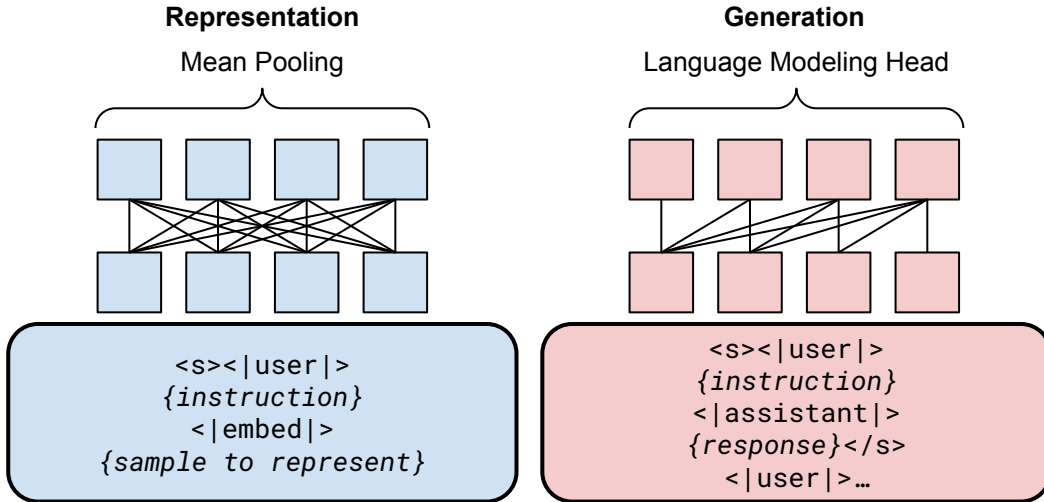 Representation
Mean Pooling
<s><|user|>
{instruction}
<|embed|>
{sample to represent}
Generation
Language Modeling Head
<s><|user|>
{instruction}
<|assistant|>
{response}</s>
<|user|>…